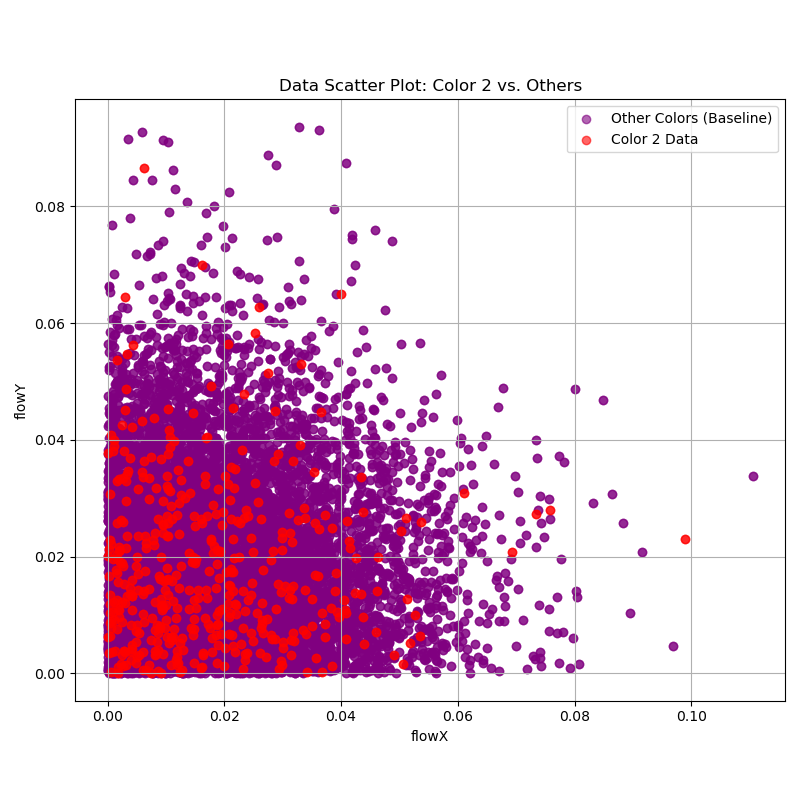 Data Scatter Plot: Color 2 vs. Others
Other Colors (Baseline)
Color 2 Data
flowY
0.08
0.06
0.04
0.02
0.00
0.00 0.02 0.04 0.06 0.08 0.10
flowX